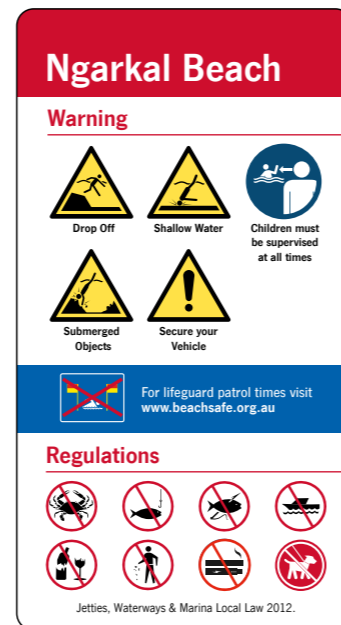 Ngarkal Beach
Warning
Drop Off
Shallow Water
Children must
be supervised
at all times
Submerged
Objects
Secure your
Vehicle
For lifeguard patrol times visit
www.beachsafe.org.au
Regulations
Jetties, Waterways & Marina Local Law 2012.